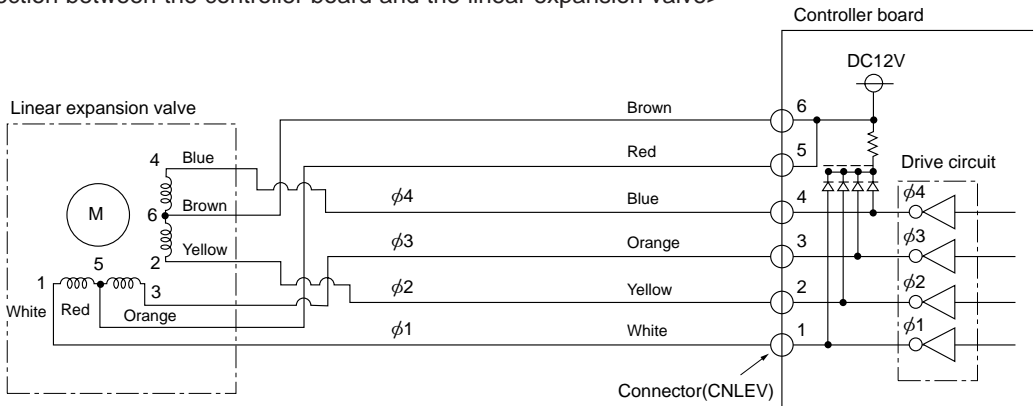 ction between the controller board and the linear expansion valve>
Controller board
DC12V
Linear expansion valve
Brown 6
Red 5
Drive circuit
4 Blue
ϕ4 Blue 4 ϕ4
M 6 Brown
ϕ3 Orange 3 ϕ3
Yellow
2
5
1 3
ϕ2 Yellow 2 ϕ2
White Red Orange
ϕ1 White 1 ϕ1
Connector(CNLEV)